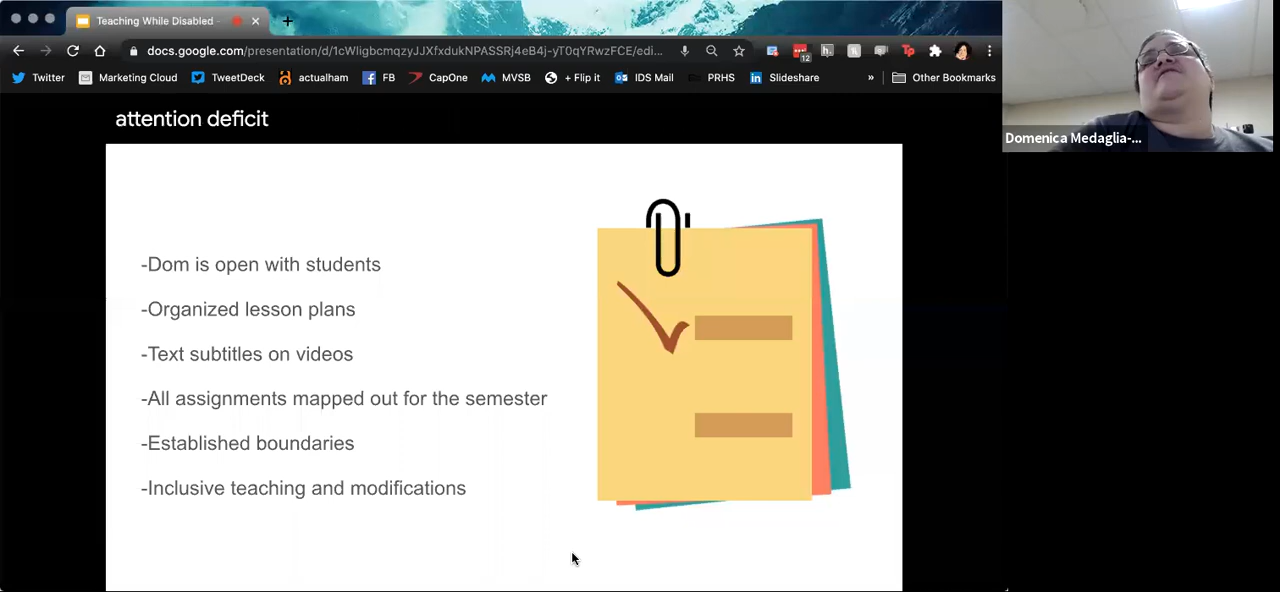 Teaching While Disabled -
docs.google.com/presentation/d/1cWligbcmqzyJJXfxdukNPASSRj4eB4j-yT0qYRwzFCE/edi...
12
Twitter Marketing Cloud TweetDeck actualham FB CapOne MVSB + Flip it IDS Mail PRHS Slideshare » Other Bookmarks
Domenica Medaglia-...
attention deficit
-Dom is open with students
-Organized lesson plans
-Text subtitles on videos
-All assignments mapped out for the semester
-Established boundaries
-Inclusive teaching and modifications